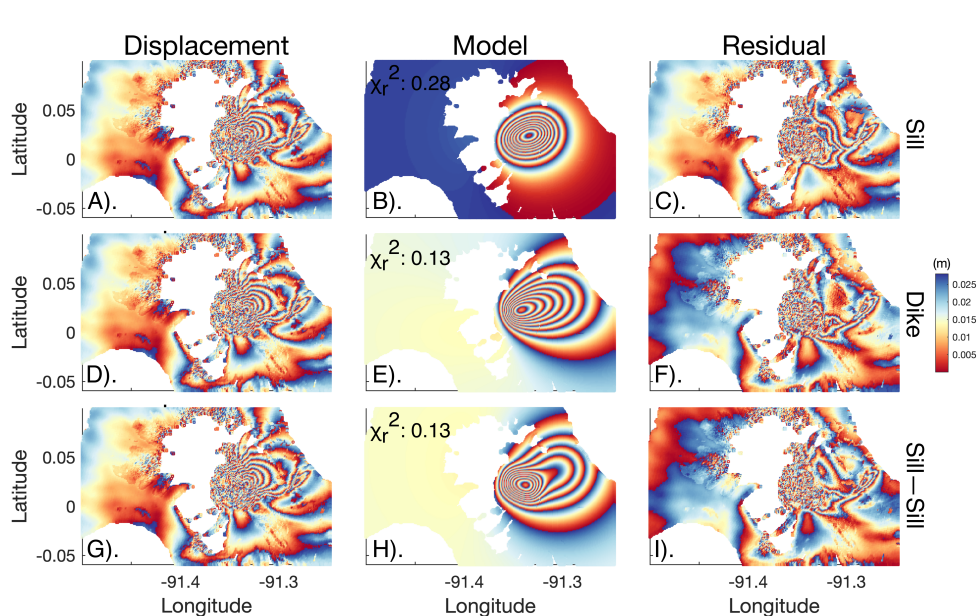 Displacement Model Residual
χr²: 0.28
Latitude
0.05
0
-0.05
A).
B).
C).
Sill
χr²: 0.13
Latitude
0.05
0
-0.05
D).
E).
F).
Dike
(m)
0.025
0.02
0.015
0.01
0.005
χr²: 0.13
Latitude
0.05
0
-0.05
G).
H).
I).
Sill—Sill
-91.4 -91.3 -91.4 -91.3 -91.4 -91.3
Longitude Longitude Longitude